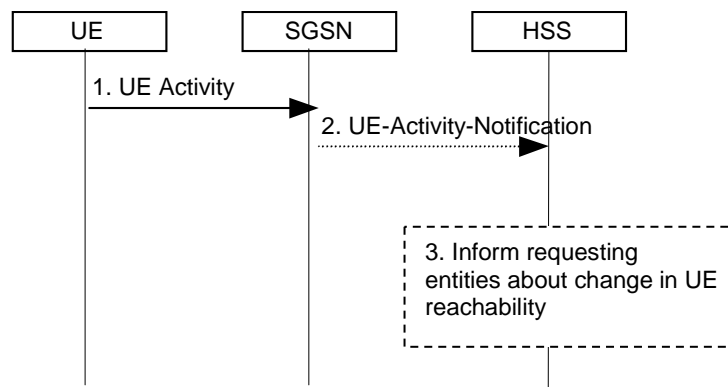 UE
SGSN
HSS
1. UE Activity
2. UE-Activity-Notification
3. Inform requesting
entities about change in UE
reachability